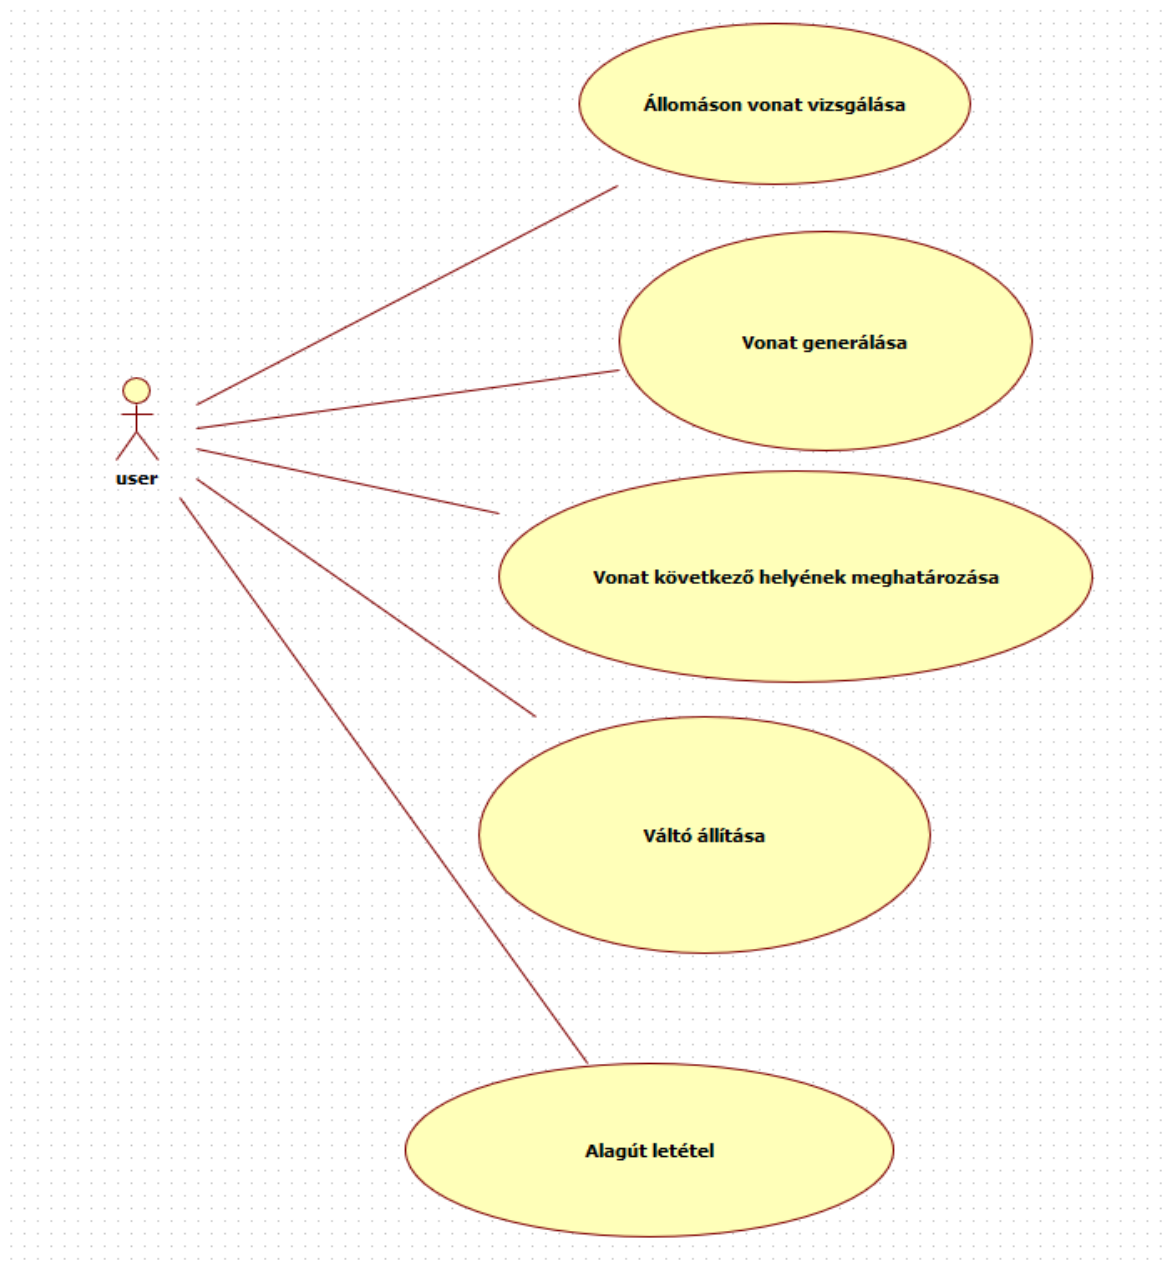 Állomáson vonat vizsgálása
Vonat generálása
user
Vonat következő helyének meghatározása
Váltó állítása
Alagút letétel